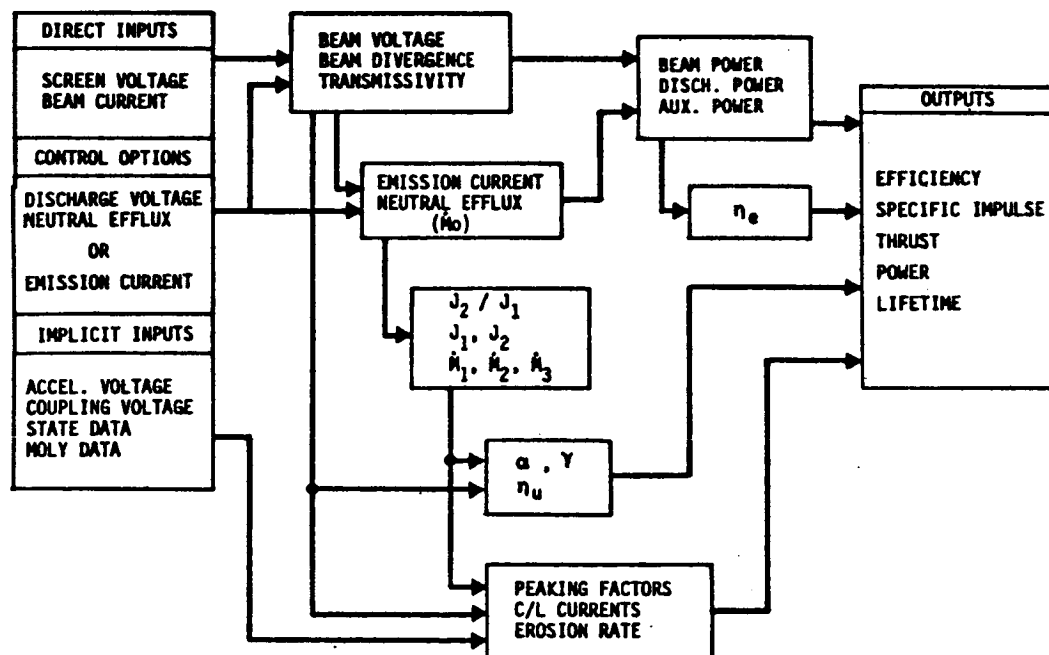 DIRECT INPUTS
SCREEN VOLTAGE
BEAM CURRENT
CONTROL OPTIONS
DISCHARGE VOLTAGE
NEUTRAL EFFLUX
OR
EMISSION CURRENT
IMPLICIT INPUTS
ACCEL. VOLTAGE
COUPLING VOLTAGE
STATE DATA
MOLY DATA
BEAM VOLTAGE
BEAM DIVERGENCE
TRANSMISSIVITY
EMISSION CURRENT
NEUTRAL EFFLUX
(Ṁo)
J₂ / J₁
J₁, J₂
Ṁ₁, Ṁ₂, Ṁ₃
α , γ
ηᵤ
PEAKING FACTORS
C/L CURRENTS
EROSION RATE
BEAM POWER
DISCH. POWER
AUX. POWER
ηₑ
OUTPUTS
EFFICIENCY
SPECIFIC IMPULSE
THRUST
POWER
LIFETIME